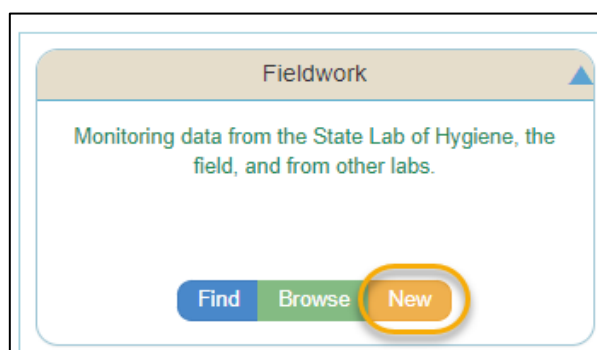 Fieldwork
Monitoring data from the State Lab of Hygiene, the
field, and from other labs.
Find Browse New